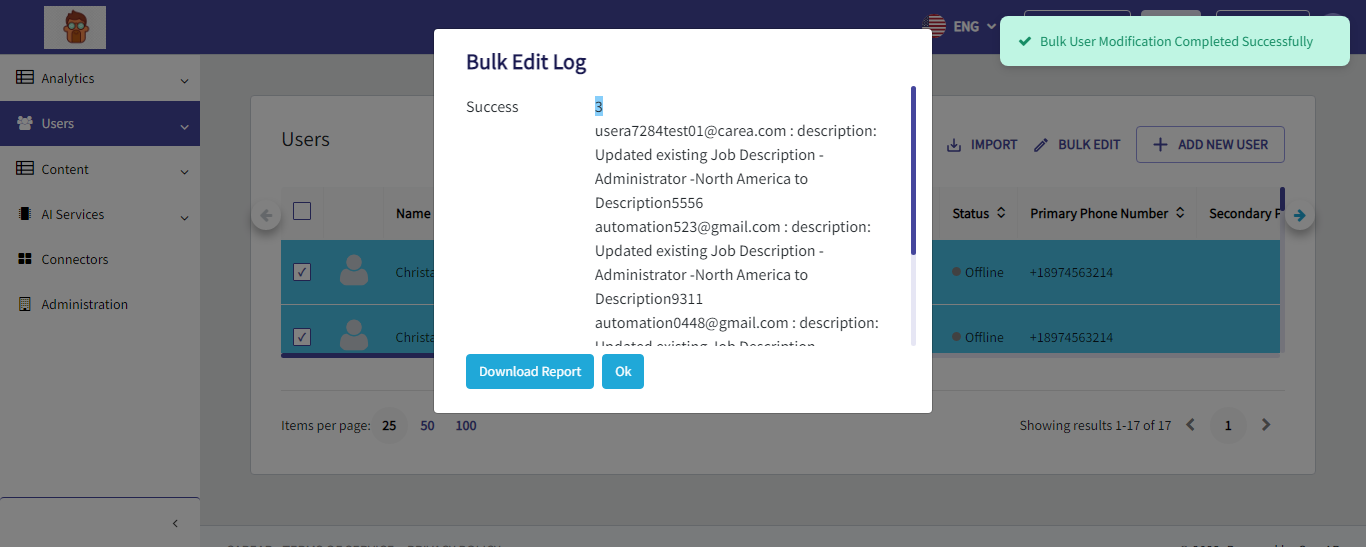 ENG
Bulk User Modification Completed Successfully
Analytics
Users
Content
AI Services
Connectors
Administration
Users
IMPORT
BULK EDIT
ADD NEW USER
Name
Status
Primary Phone Number
Secondary P
Christa
Offline
+18974563214
Christa
Offline
+18974563214
Bulk Edit Log
Success
3
usera7284test01@carea.com : description:
Updated existing Job Description -
Administrator -North America to
Description5556
automation523@gmail.com : description:
Updated existing Job Description -
Administrator -North America to
Description9311
automation0448@gmail.com : description:
Updated existing Job Description -
Download Report
Ok
Items per page:
25
50
100
Showing results 1-17 of 17
1